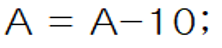 A = A-10;